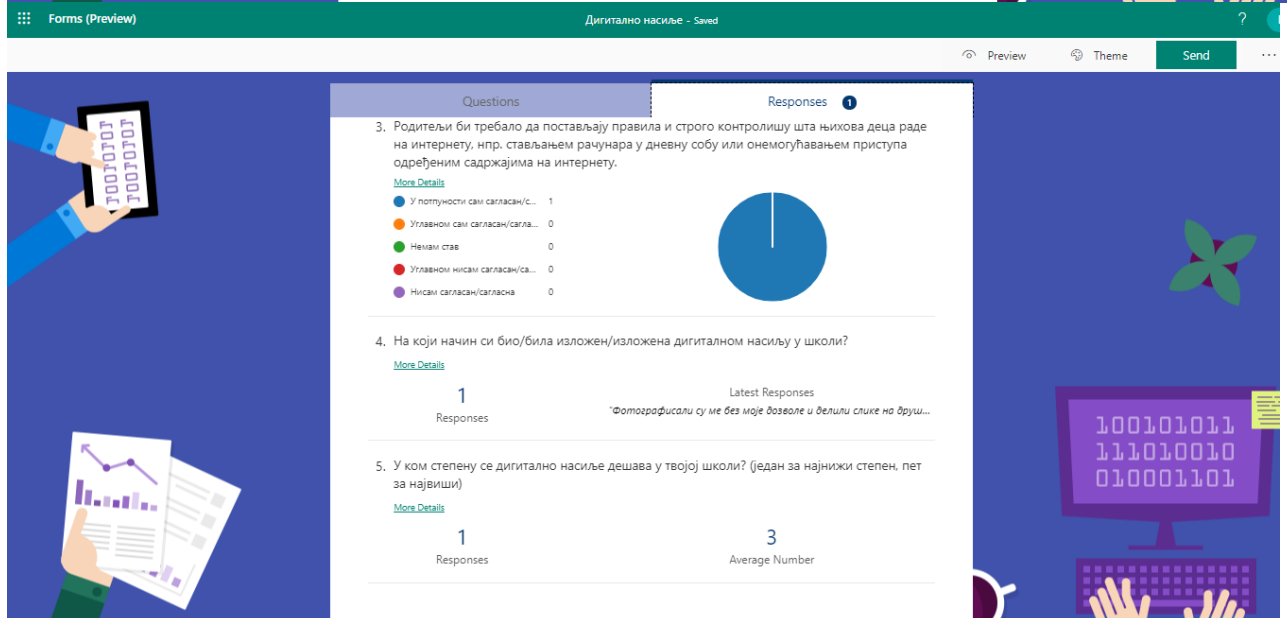 Forms (Preview)
Дигитално насиље - Saved
?
Preview
Theme
Send
...
Questions
Responses 1
3. Родитељи би требало да постављају правила и строго контролишу шта њихова деца раде
на интернету, нпр. стављањем рачунара у дневну собу или онемогућавањем приступа
одређеним садржајима на интернету.
More Details
У потпуности сам сагласан/с... 1
Углавном сам сагласан/сагла... 0
Немам став 0
Углавном нисам сагласан/са... 0
Нисам сагласан/сагласна 0
4. На који начин си био/била изложен/изложена дигиталном насиљу у школи?
More Details
1
Responses
Latest Responses
"Фотографисали су ме без моје дозволе и делили слике на друш...
5. У ком степену се дигитално насиље дешава у твојој школи? (један за најнижи степен, пет
за највиши)
More Details
1
Responses
3
Average Number
100101011
111010010
010001101